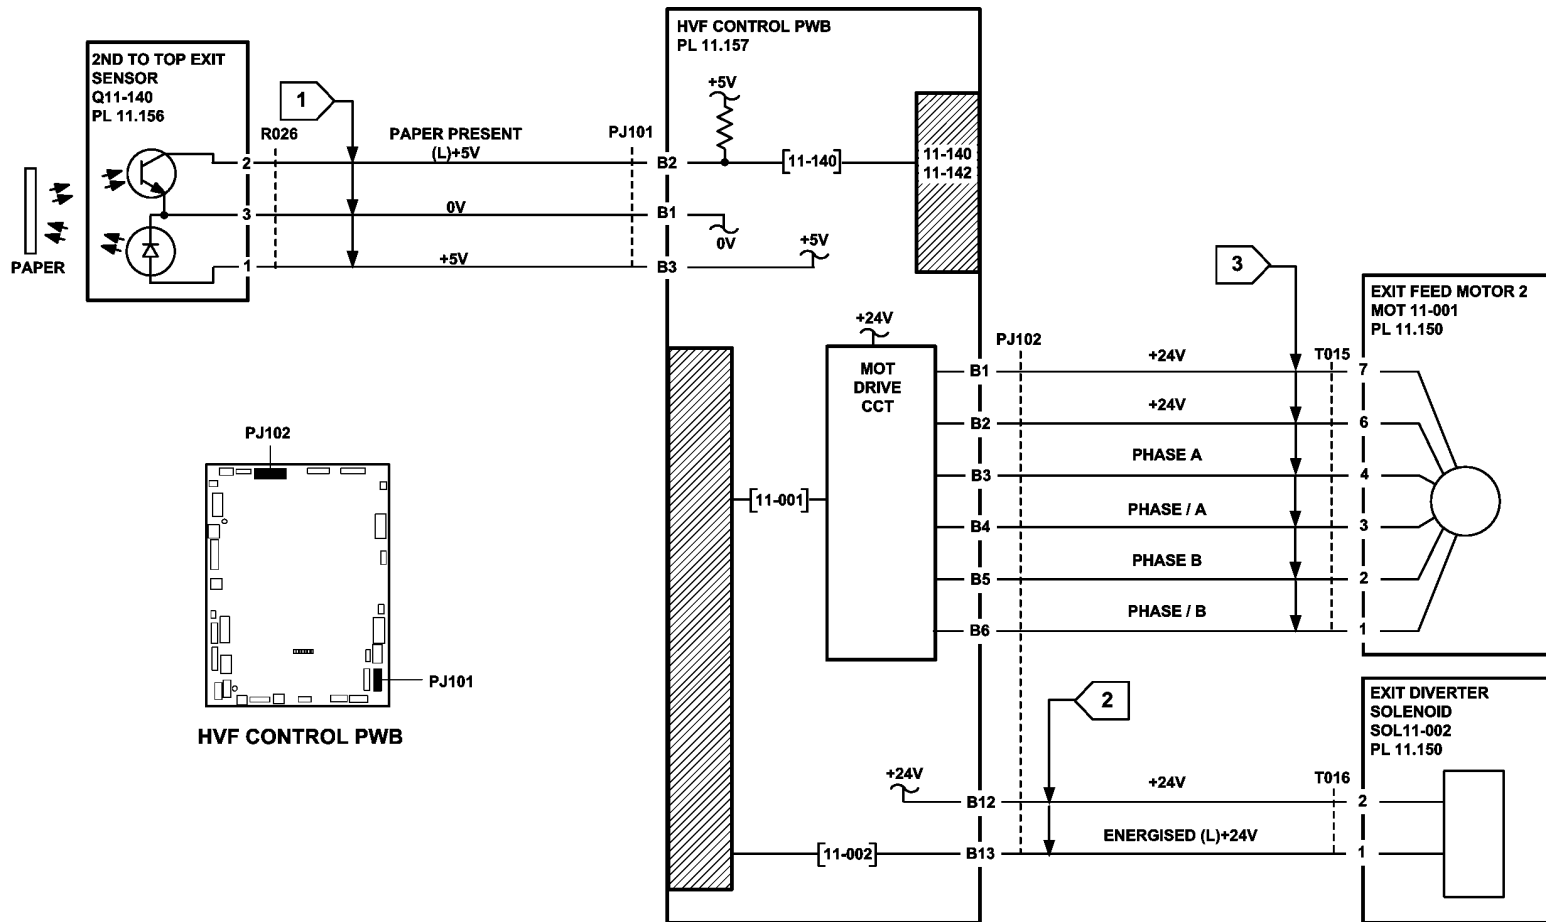 2ND TO TOP EXIT
SENSOR
Q11-140
PL 11.156
1
R026
PAPER PRESENT
(L)+5V
PJ101
2
B2
3
0V
B1
1
+5V
B3
PAPER
HVF CONTROL PWB
PL 11.157
+5V
[11-140]
11-140
11-142
0V
+5V
+24V
MOT
DRIVE
CCT
[11-001]
PJ102
B1
+24V
T015
7
B2
+24V
6
B3
PHASE A
4
B4
PHASE / A
3
B5
PHASE B
2
B6
PHASE / B
1
3
EXIT FEED MOTOR 2
MOT 11-001
PL 11.150
PJ102
PJ101
HVF CONTROL PWB
2
EXIT DIVERTER
SOLENOID
SOL11-002
PL 11.150
+24V
B12
+24V
T016
2
[11-002]
B13
ENERGISED (L)+24V
1